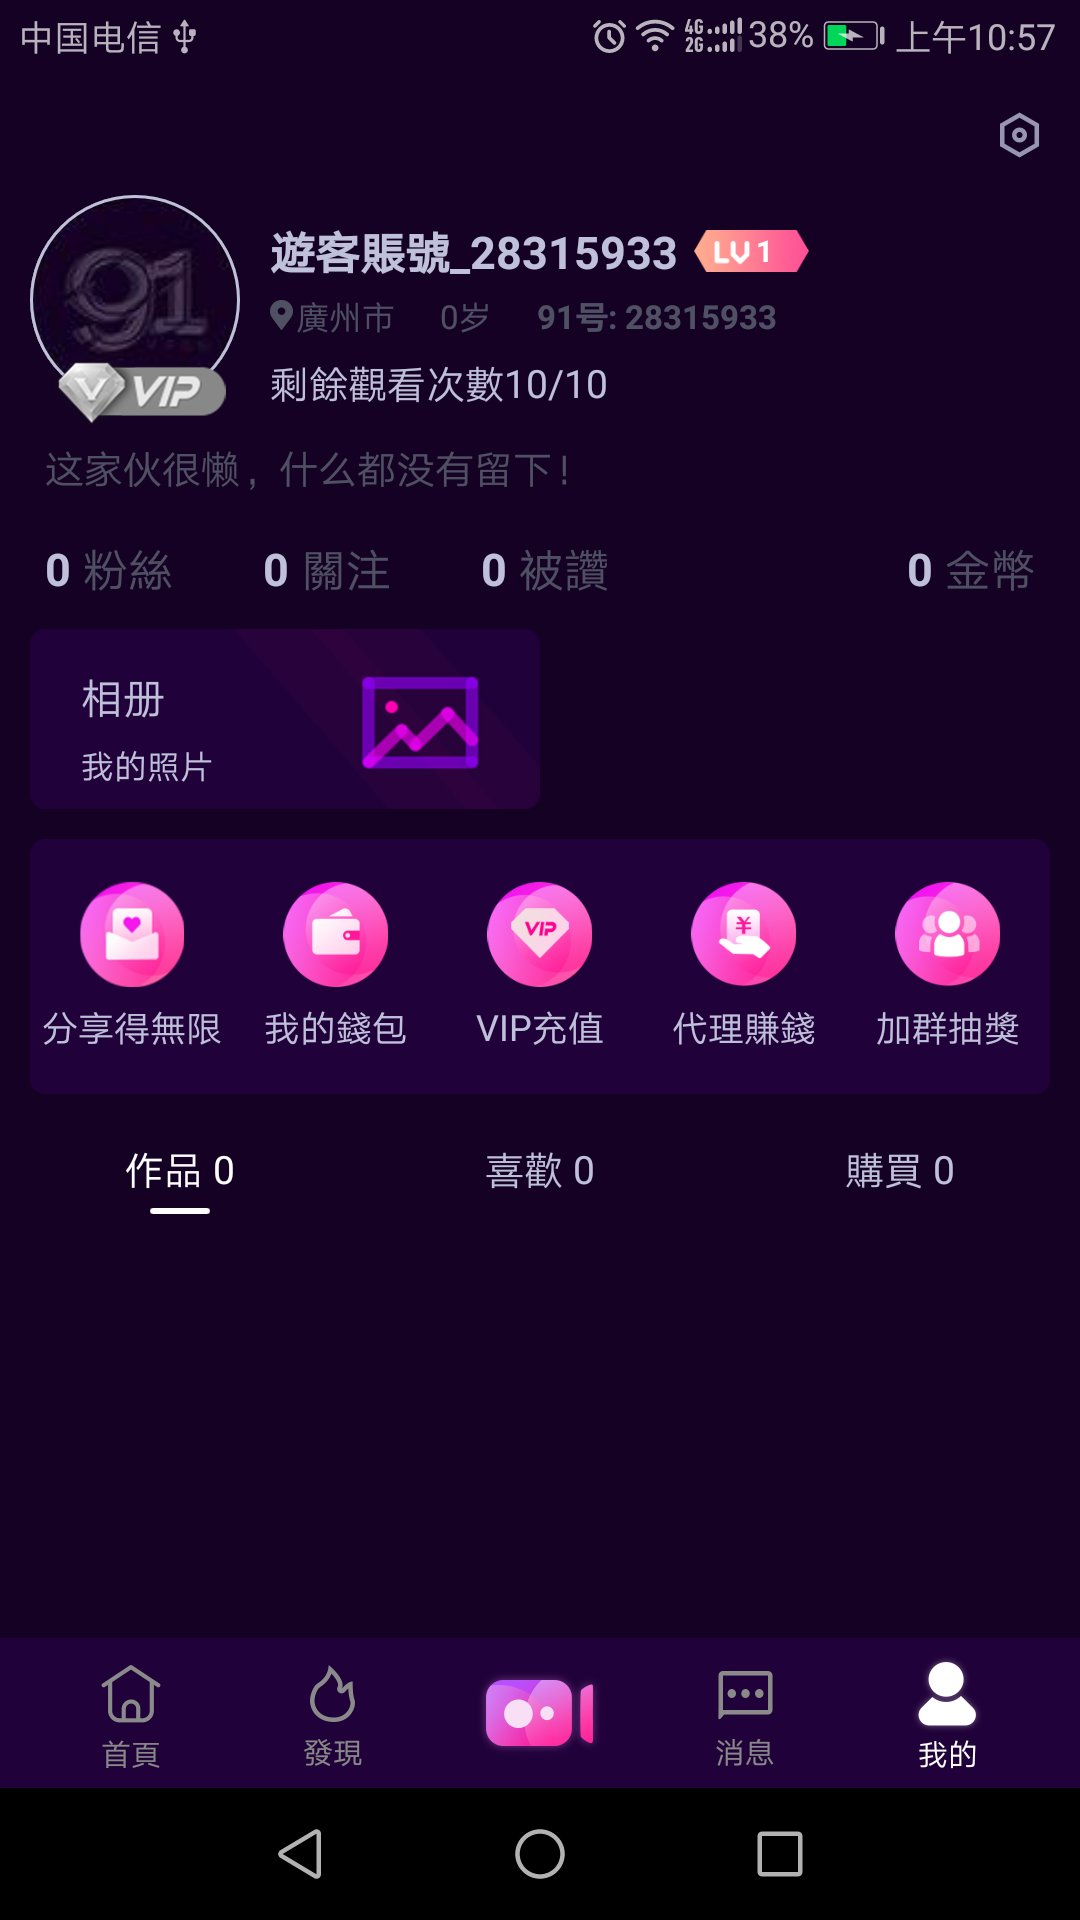 中国电信 4G 2G 38% 上午10:57
91
遊客賬號_28315933 LV 1
廣州市 0岁 91号: 28315933
VIP 剩餘觀看次數10/10
这家伙很懒，什么都没有留下！
0 粉絲 0 關注 0 被讚 0 金幣
相册
我的照片
VIP
分享得無限 我的錢包 VIP充值 代理賺錢 加群抽獎
作品 0 喜歡 0 購買 0
首頁 發現 消息 我的